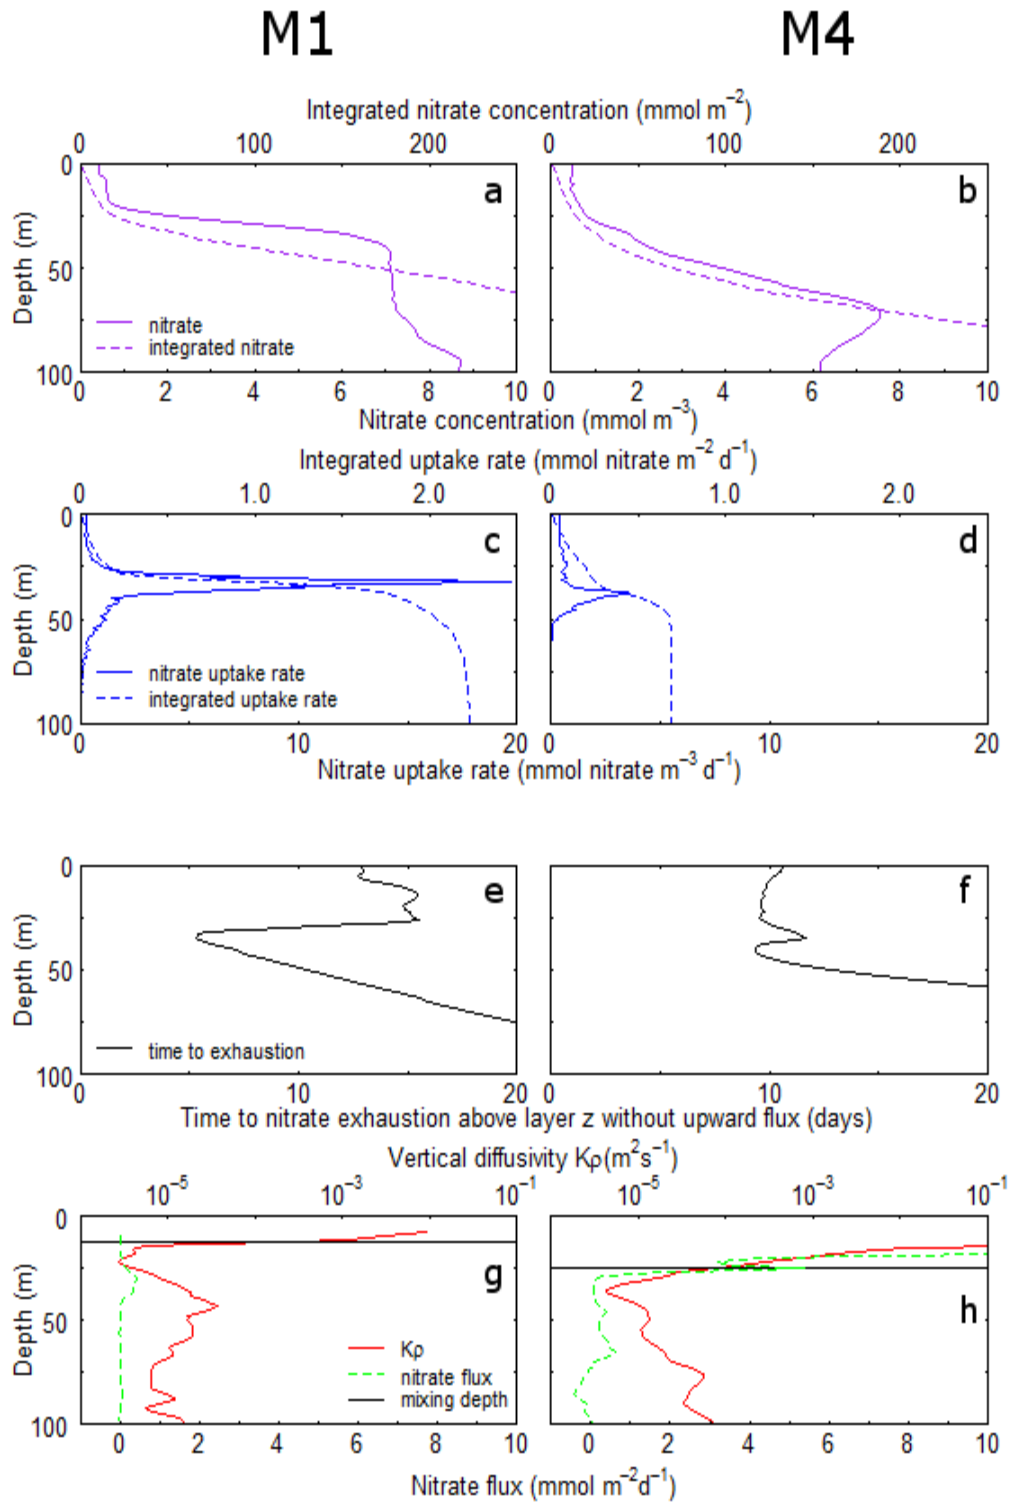 M1 M4
Integrated nitrate concentration (mmol m−2)
0 100 200 0 100 200
0
50
100
Depth (m)
a b
nitrate
integrated nitrate
0 2 4 6 8 10 0 2 4 6 8 10
Nitrate concentration (mmol m−3)
Integrated uptake rate (mmol nitrate m−2 d−1)
0 1.0 2.0 0 1.0 2.0
0
50
100
Depth (m)
c d
nitrate uptake rate
integrated uptake rate
0 10 20 0 10 20
Nitrate uptake rate (mmol nitrate m−3 d−1)
0
50
100
Depth (m)
e f
time to exhaustion
0 10 20 0 10 20
Time to nitrate exhaustion above layer z without upward flux (days)
Vertical diffusivity Kρ(m2s−1)
10−5 10−3 10−1 10−5 10−3 10−1
0
50
100
Depth (m)
g h
Kρ
nitrate flux
mixing depth
0 2 4 6 8 10 0 2 4 6 8 10
Nitrate flux (mmol m−2d−1)